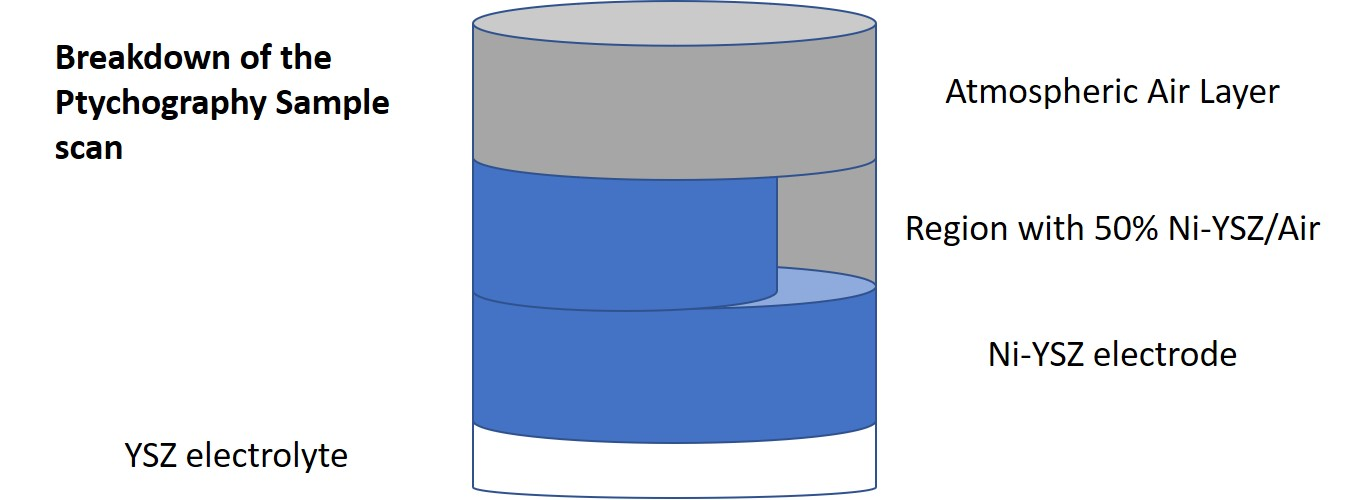 Breakdown of the
Ptychography Sample
scan
Atmospheric Air Layer
Region with 50% Ni-YSZ/Air
Ni-YSZ electrode
YSZ electrolyte